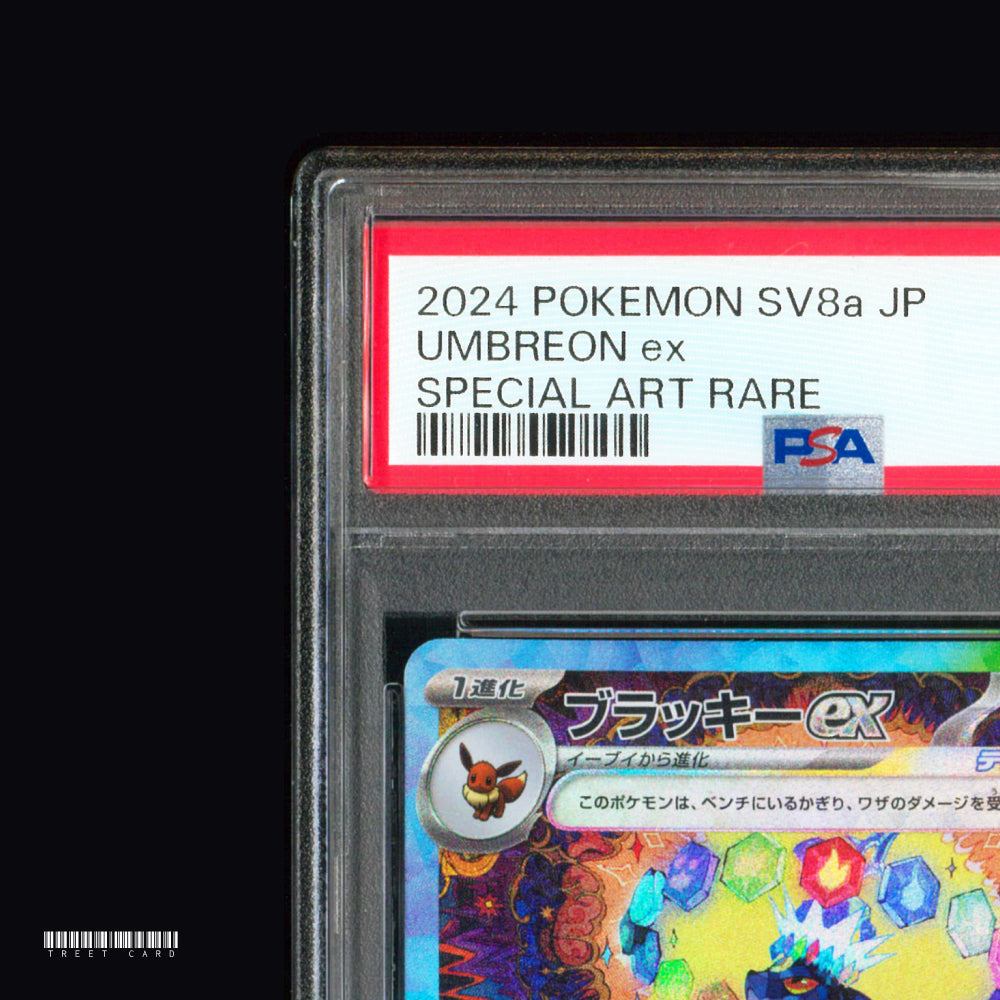 2024 POKEMON SV8a JP
UMBREON ex
SPECIAL ART RARE
PSA
1進化
ブラッキーex
イーブイから進化
テ
このポケモンは、ベンチにいるかぎり、ワザのダメージを受
TREET CARD